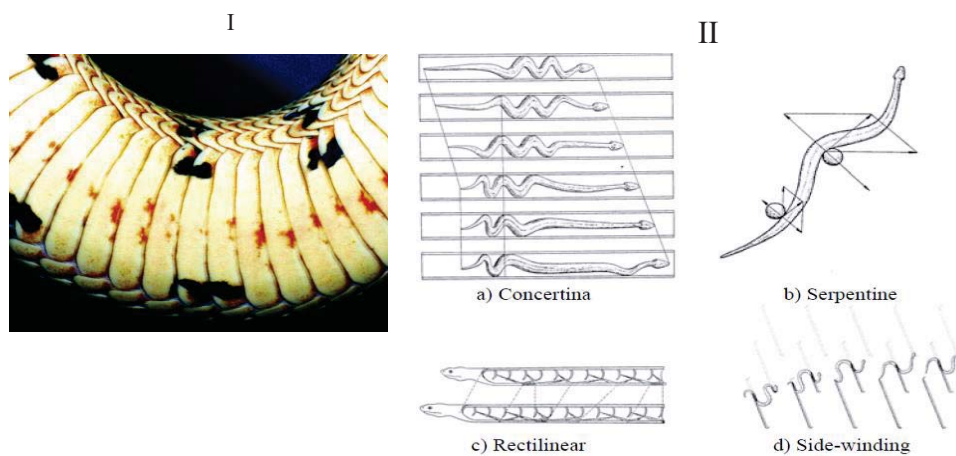 I
II
a) Concertina
b) Serpentine
c) Rectilinear
d) Side-winding